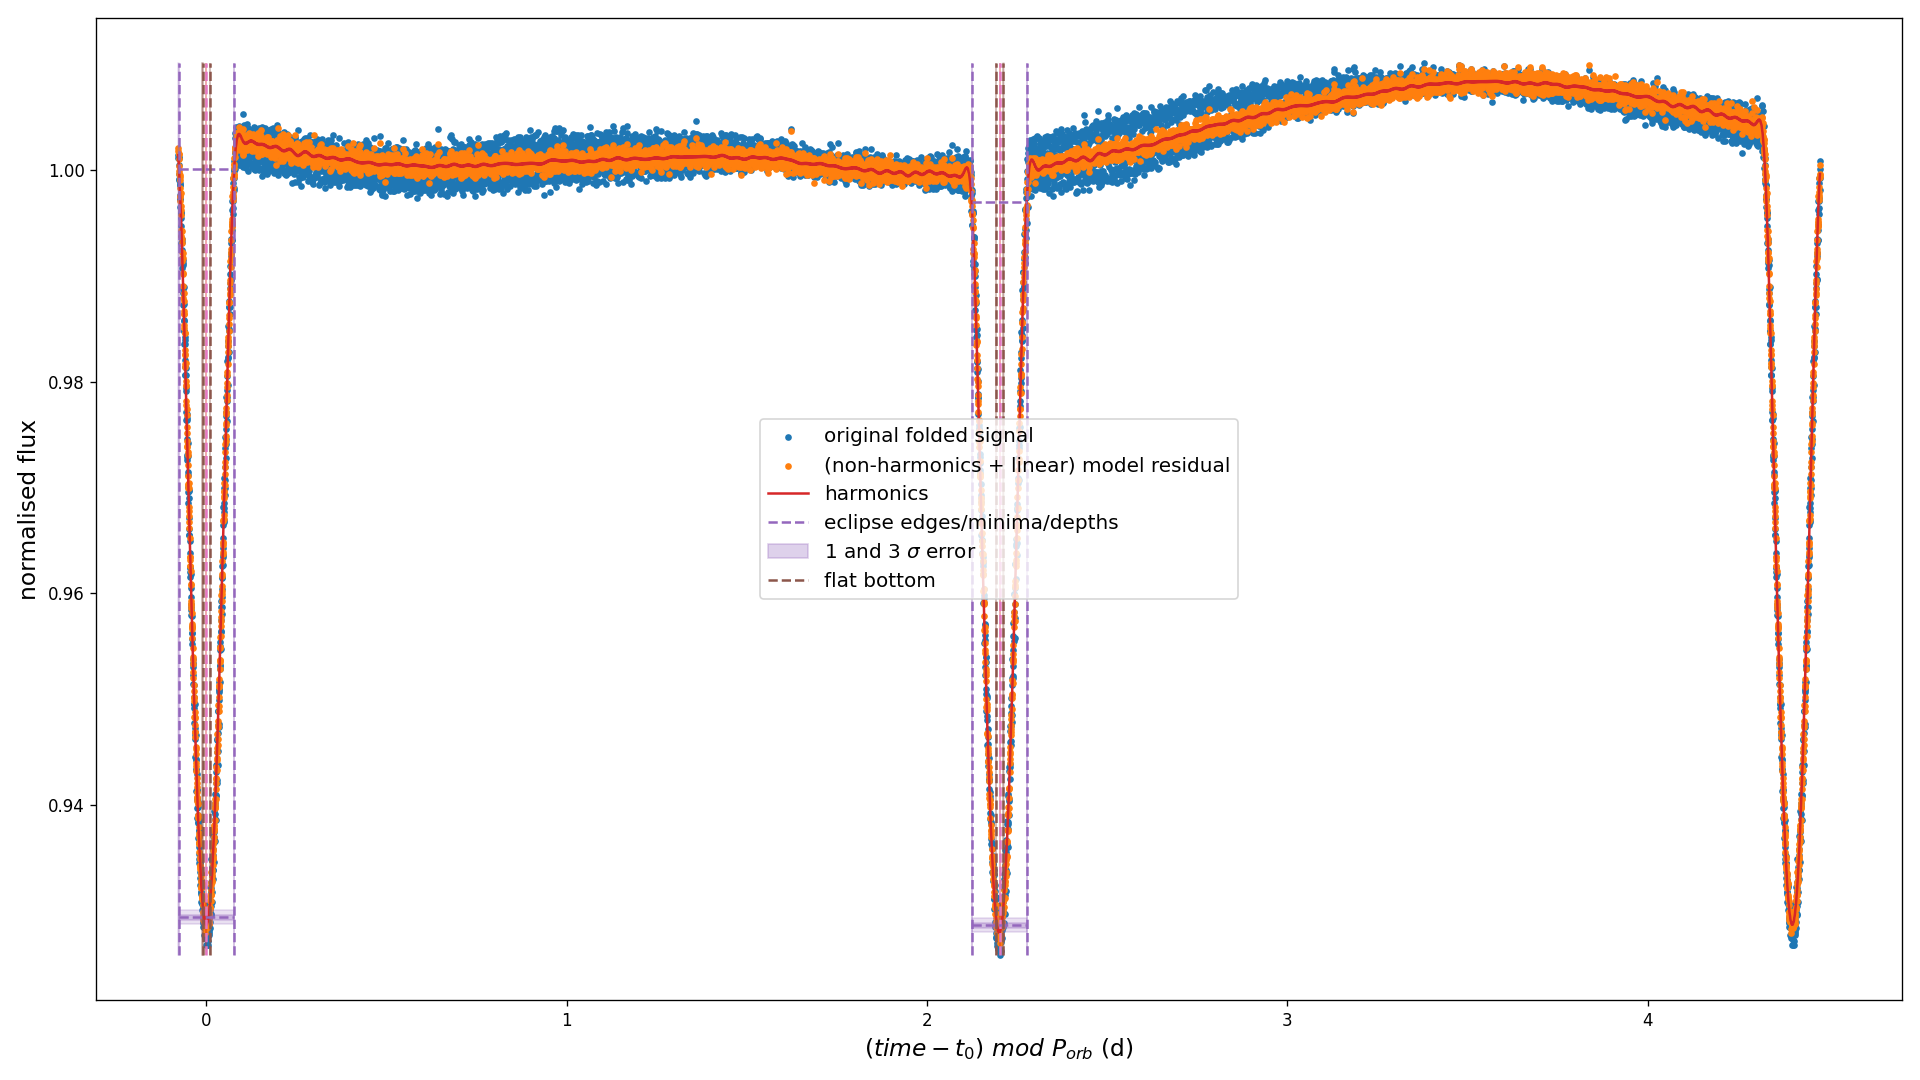 1.00
0.98
0.96
0.94
normalised flux
original folded signal
(non-harmonics + linear) model residual
harmonics
eclipse edges/minima/depths
1 and 3 σ error
flat bottom
0 1 2 3 4
(time − t₀) mod Pₒᵣb (d)